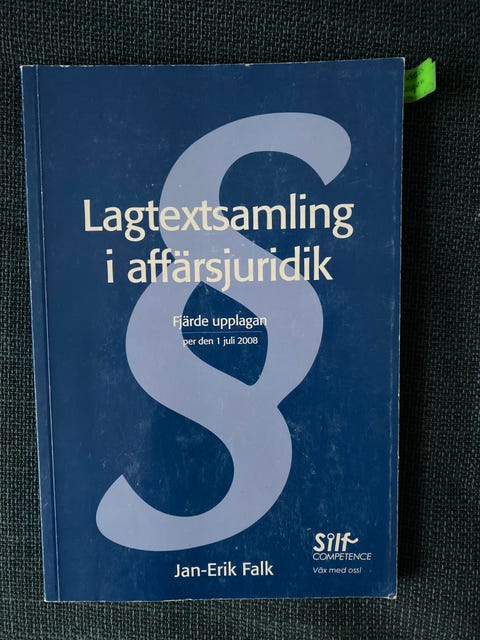 §
Lagtextsamling
i affärsjuridik
Fjärde upplagan
per den 1 juli 2008
Silf
COMPETENCE
Väx med oss!
Jan-Erik Falk